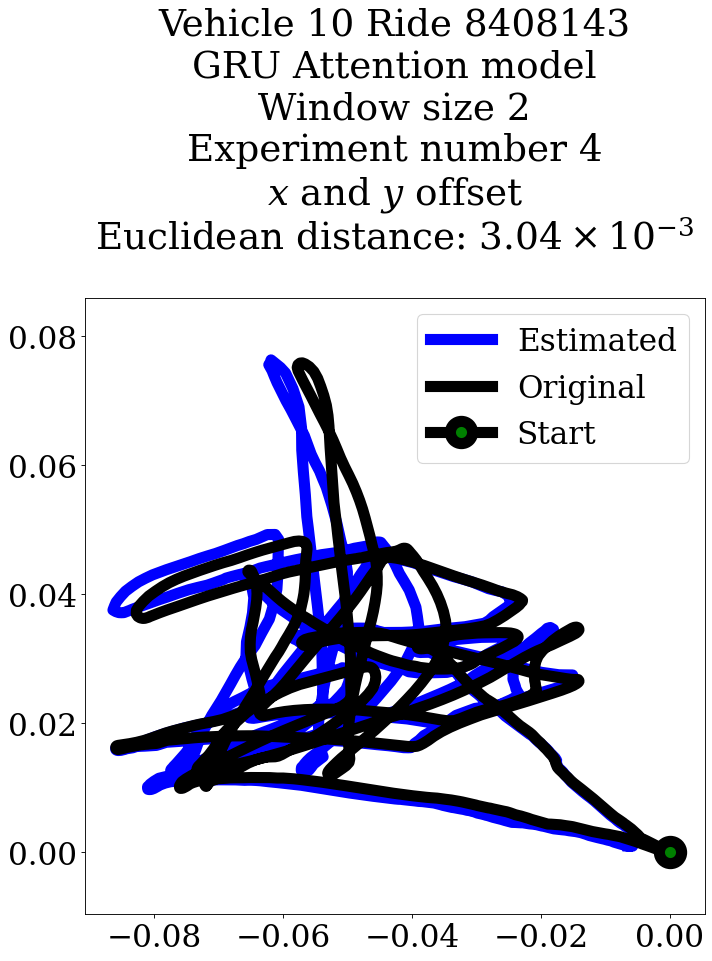 Vehicle 10 Ride 8408143
GRU Attention model
Window size 2
Experiment number 4
x and y offset
Euclidean distance: 3.04 × 10⁻³
Estimated
Original
Start
0.08
0.06
0.04
0.02
0.00
−0.08 −0.06 −0.04 −0.02 0.00